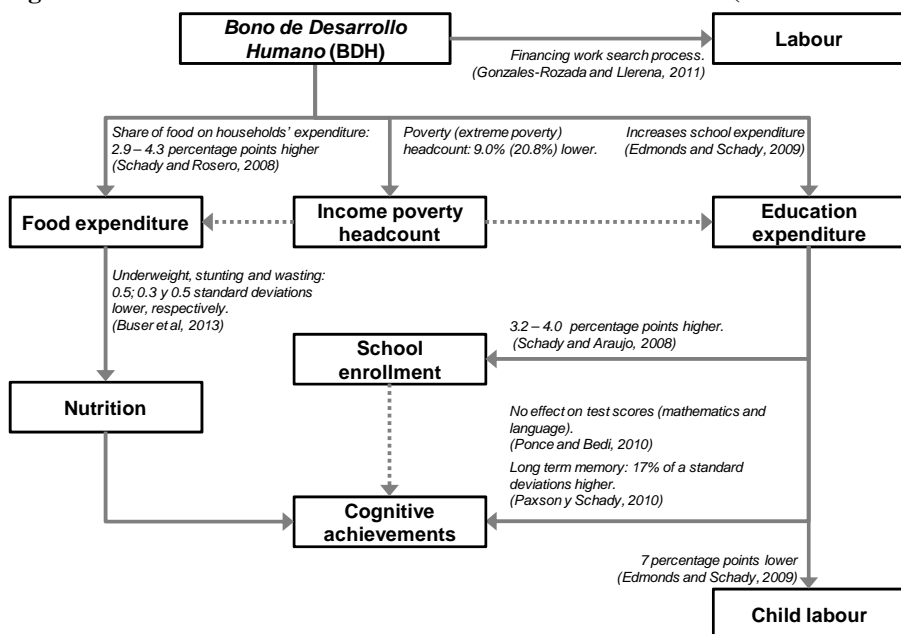 Bono de Desarrollo
Humano (BDH)
Labour
Financing work search process.
(Gonzales-Rozada and Llerena, 2011)
Share of food on households' expenditure:
2.9 – 4.3 percentage points higher
(Schady and Rosero, 2008)
Poverty (extreme poverty)
headcount: 9.0% (20.8%) lower.
Increases school expenditure
(Edmonds and Schady, 2009)
Food expenditure
Income poverty
headcount
Education
expenditure
Underweight, stunting and wasting:
0.5; 0.3 y 0.5 standard deviations
lower, respectively.
(Buser et al, 2013)
3.2 – 4.0 percentage points higher.
(Schady and Araujo, 2008)
School
enrollment
Nutrition
No effect on test scores (mathematics and
language).
(Ponce and Bedi, 2010)
Long term memory: 17% of a standard
deviations higher.
(Paxson y Schady, 2010)
Cognitive
achievements
7 percentage points lower
(Edmonds and Schady, 2009)
Child labour